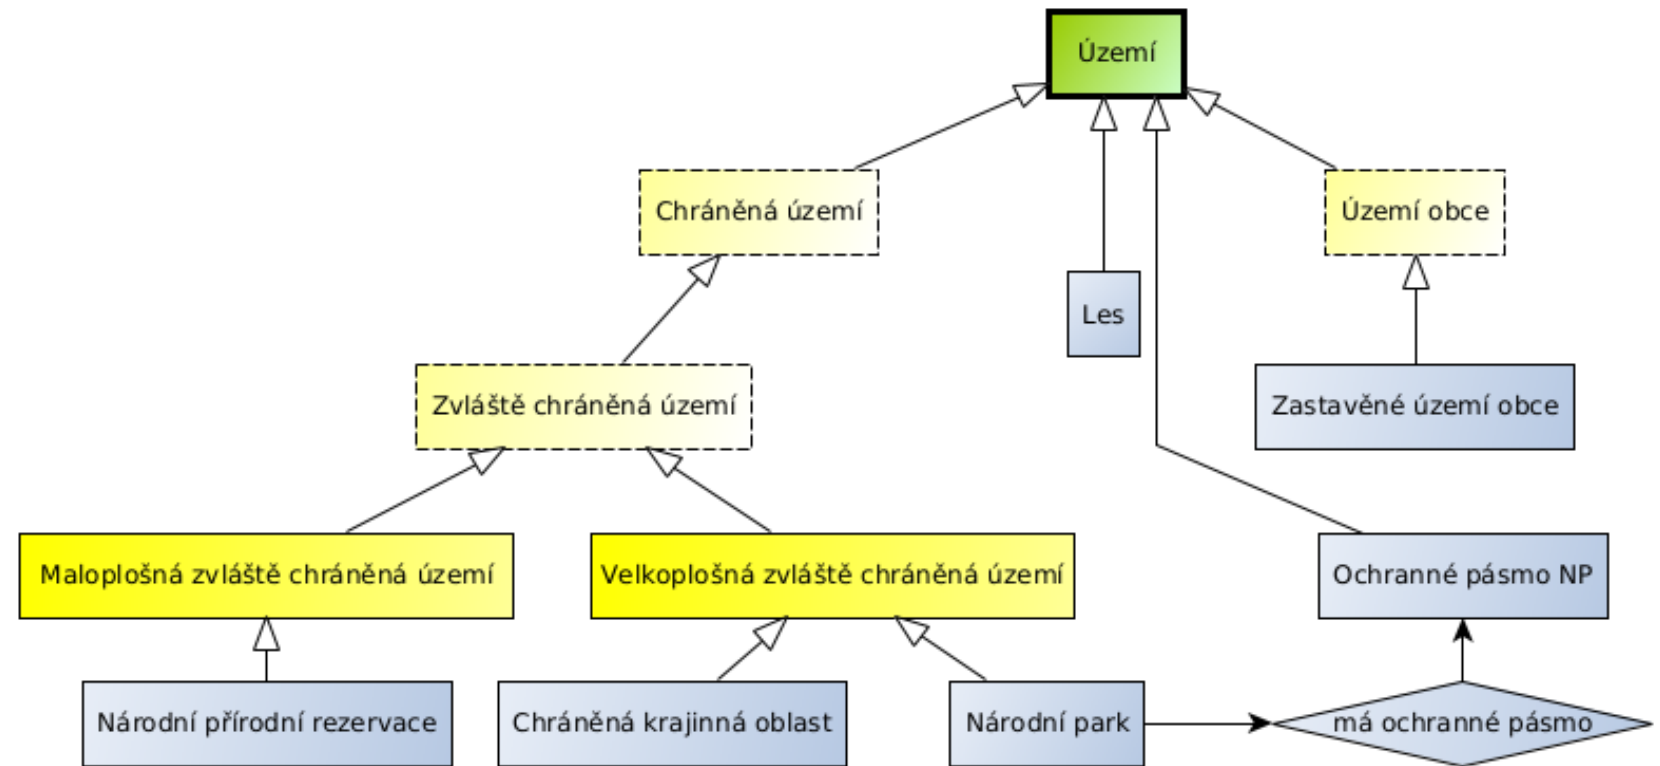 Území
Chráněná území
Území obce
Les
Zvláště chráněná území
Zastavěné území obce
Maloplošná zvláště chráněná území
Velkoplošná zvláště chráněná území
Ochranné pásmo NP
Národní přírodní rezervace
Chráněná krajinná oblast
Národní park
má ochranné pásmo